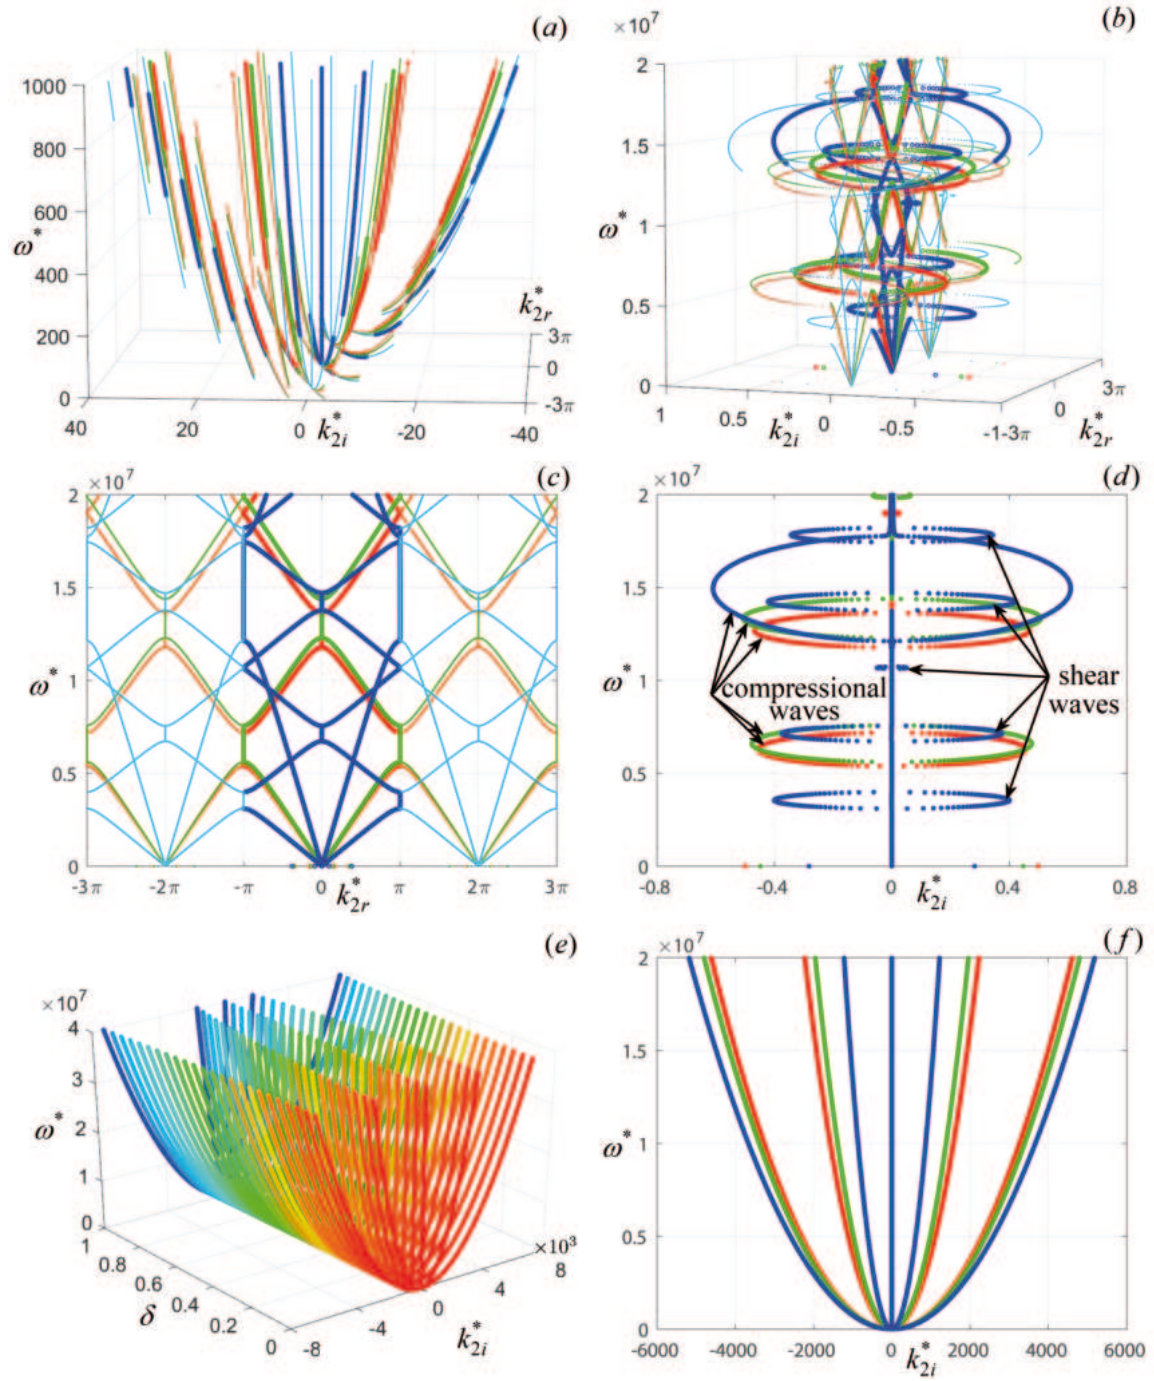 (a)
1000
800
600
ω*
400
200
0
40
20
0
k*2i
-20
-40
k*2r
3π
0
-3π
(b)
×10⁷
2
1.5
ω*
1
0.5
0
1
0.5
k*2i
0
-0.5
-1
-3π
0
3π
k*2r
(c)
×10⁷
2
1.5
ω*
1
0.5
0
-3π
-2π
-π
0
k*2r
π
2π
3π
(d)
×10⁷
2
1.5
ω*
1
0.5
0
compressional
waves
shear
waves
-0.8
-0.4
0
k*2i
0.4
0.8
(e)
×10⁷
4
3
ω*
2
1
0
1
0.8
0.6
δ
0.4
0.2
0
-8
-4
k*2i
0
4
8
×10³
(f)
×10⁷
2
1.5
ω*
1
0.5
0
-6000
-4000
-2000
0
k*2i
2000
4000
6000